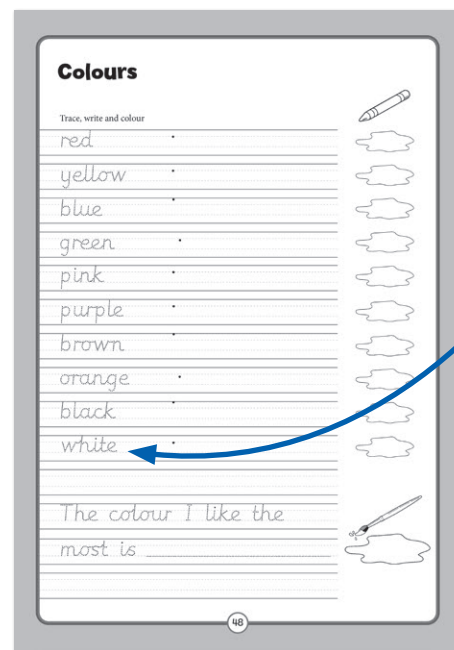 Colours
Trace, write and colour
red
yellow
blue
green
pink
purple
brown
orange
black
white
The colour I like the
most is
48